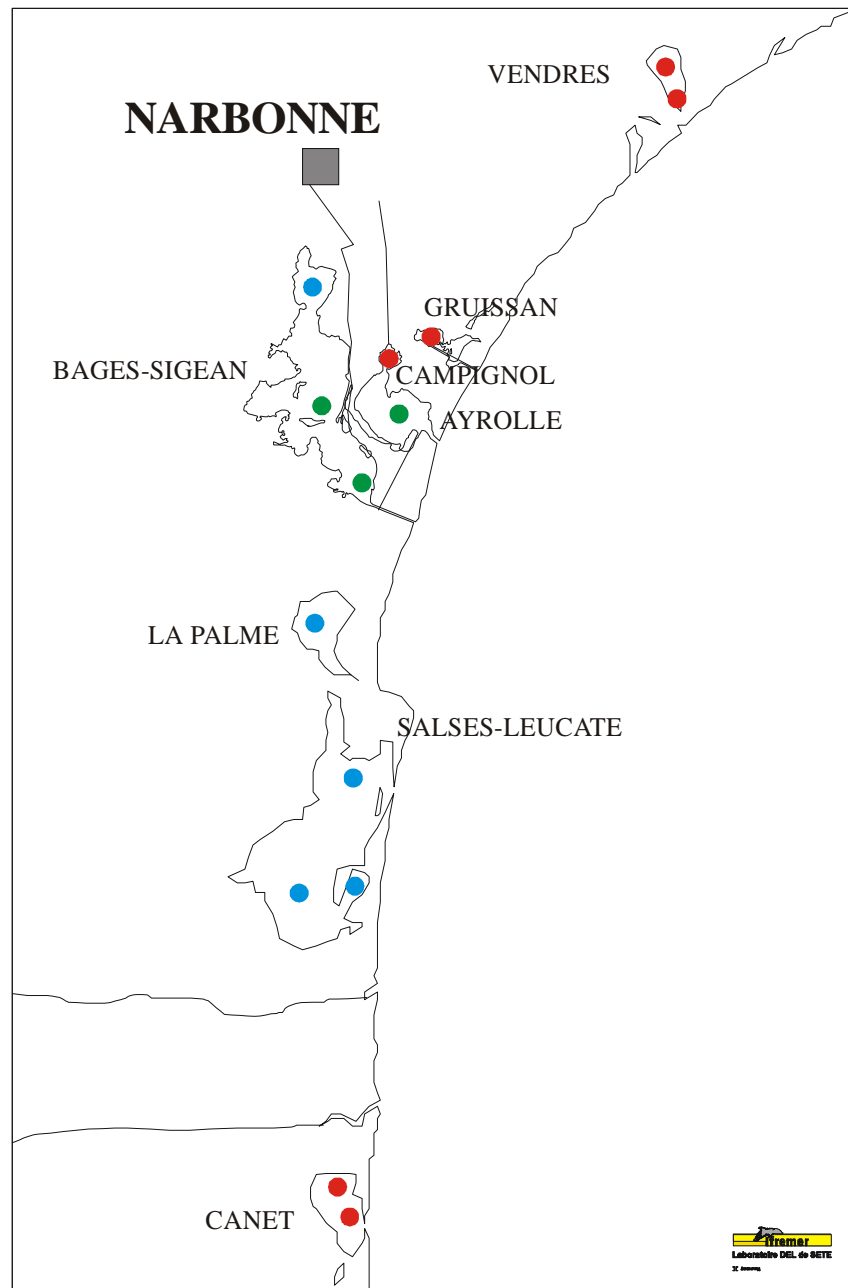 VENDRES
NARBONNE
GRUISSAN
BAGES-SIGEAN
CAMPIGNOL
AYROLLE
LA PALME
SALSES-LEUCATE
CANET
ifremer
Laboratoire DEL de SETE